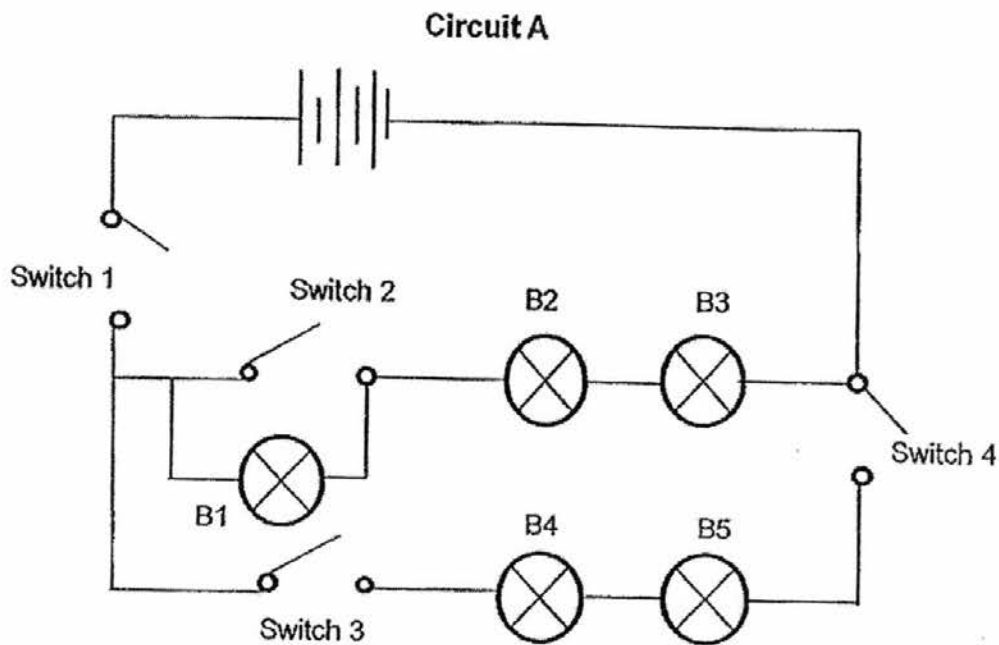 Circuit A
Switch 1
Switch 2
B2
B3
Switch 4
B1
B4
B5
Switch 3